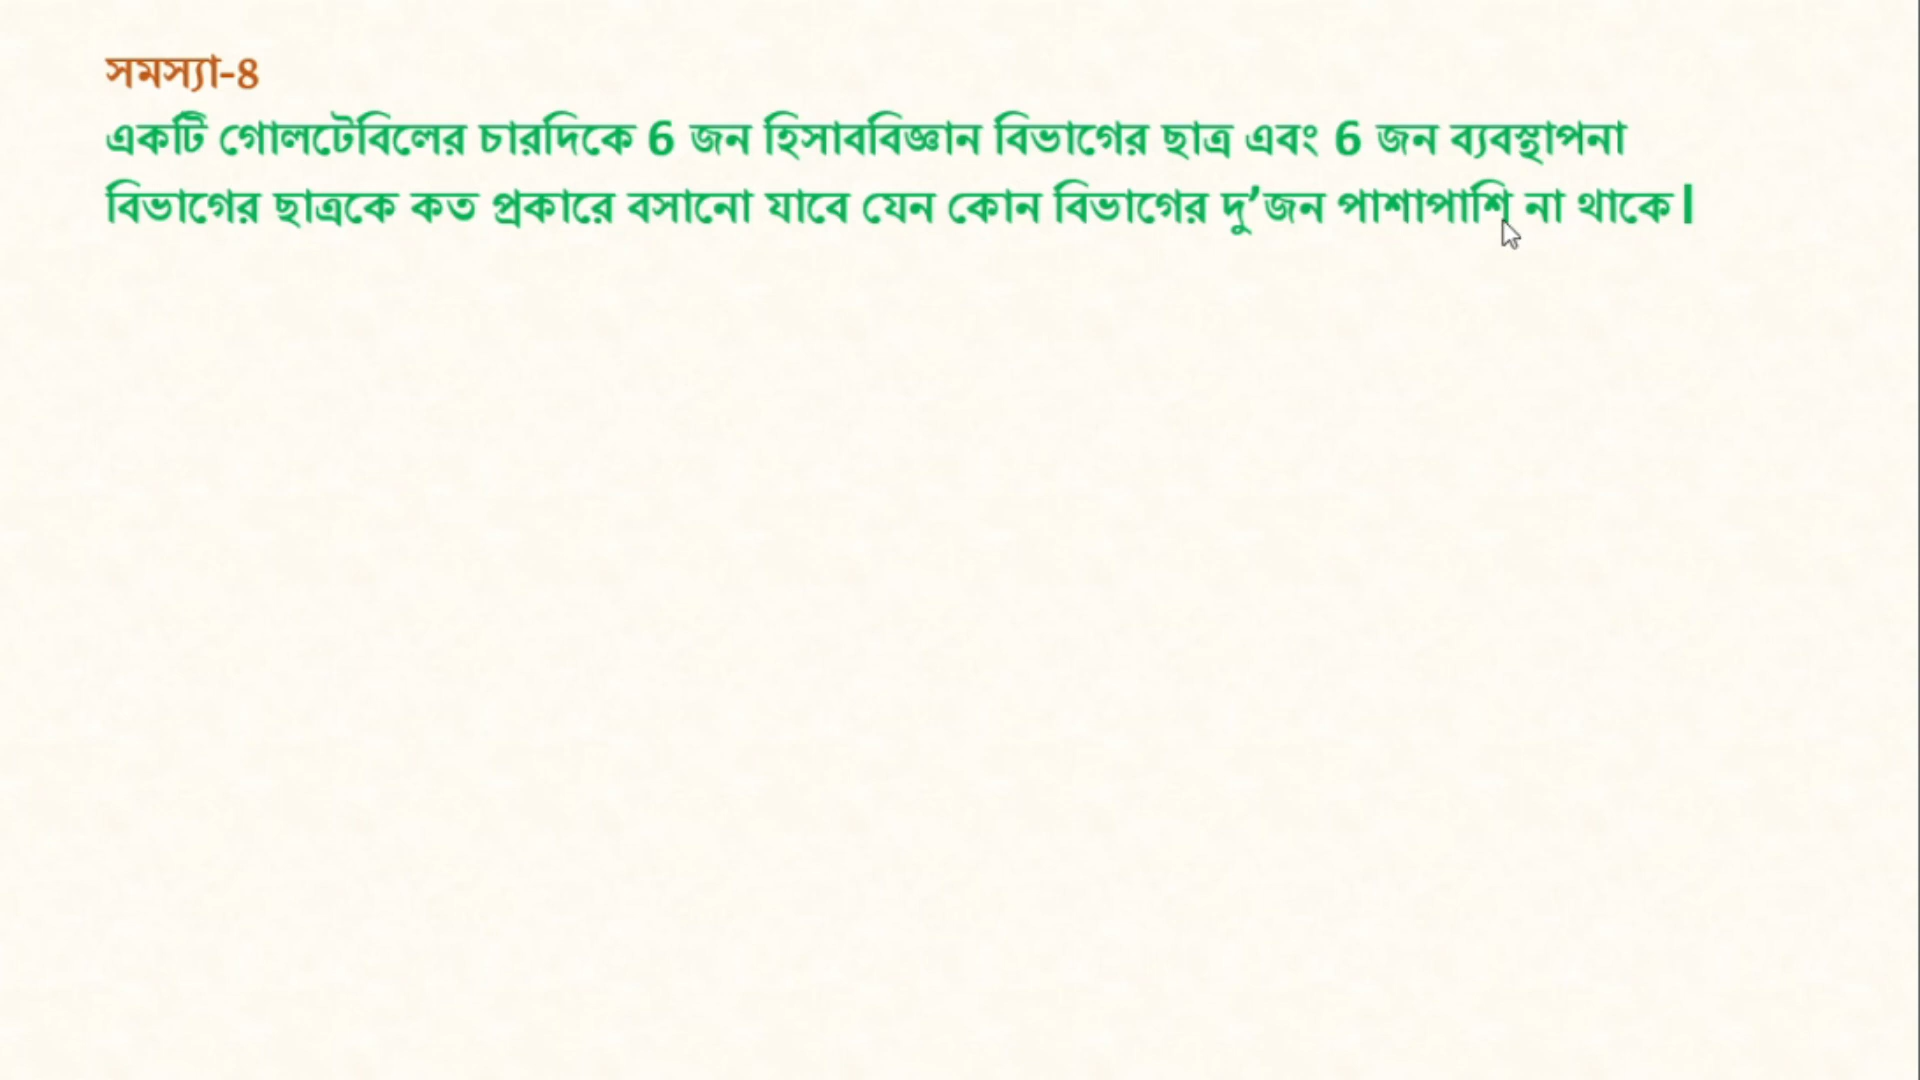 সমস্যা-৪
একটি গোলটেবিলের চারদিকে 6 জন হিসাববিজ্ঞান বিভাগের ছাত্র এবং 6 জন ব্যবস্থাপনা
বিভাগের ছাত্রকে কত প্রকারে বসানো যাবে যেন কোন বিভাগের দু’জন পাশাপাশি না থাকে।